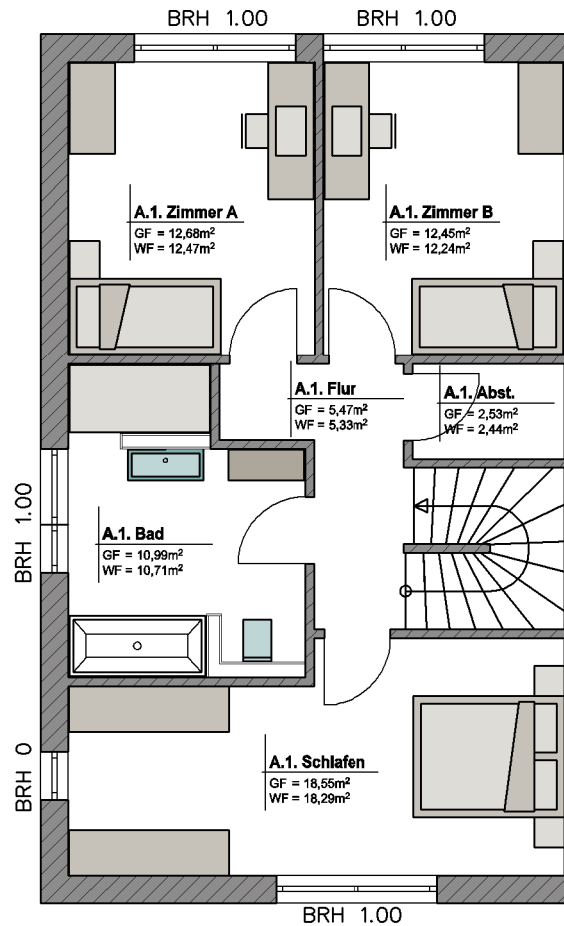 BRH 1.00
BRH 1.00
A.1. Zimmer A
GF = 12,68m²
WF = 12,47m²
A.1. Zimmer B
GF = 12,45m²
WF = 12,24m²
A.1. Flur
GF = 5,47m²
WF = 5,33m²
A.1. Abst.
GF = 2,53m²
WF = 2,44m²
BRH 1.00
A.1. Bad
GF = 10,99m²
WF = 10,71m²
BRH 0
A.1. Schlafen
GF = 18,55m²
WF = 18,29m²
BRH 1.00